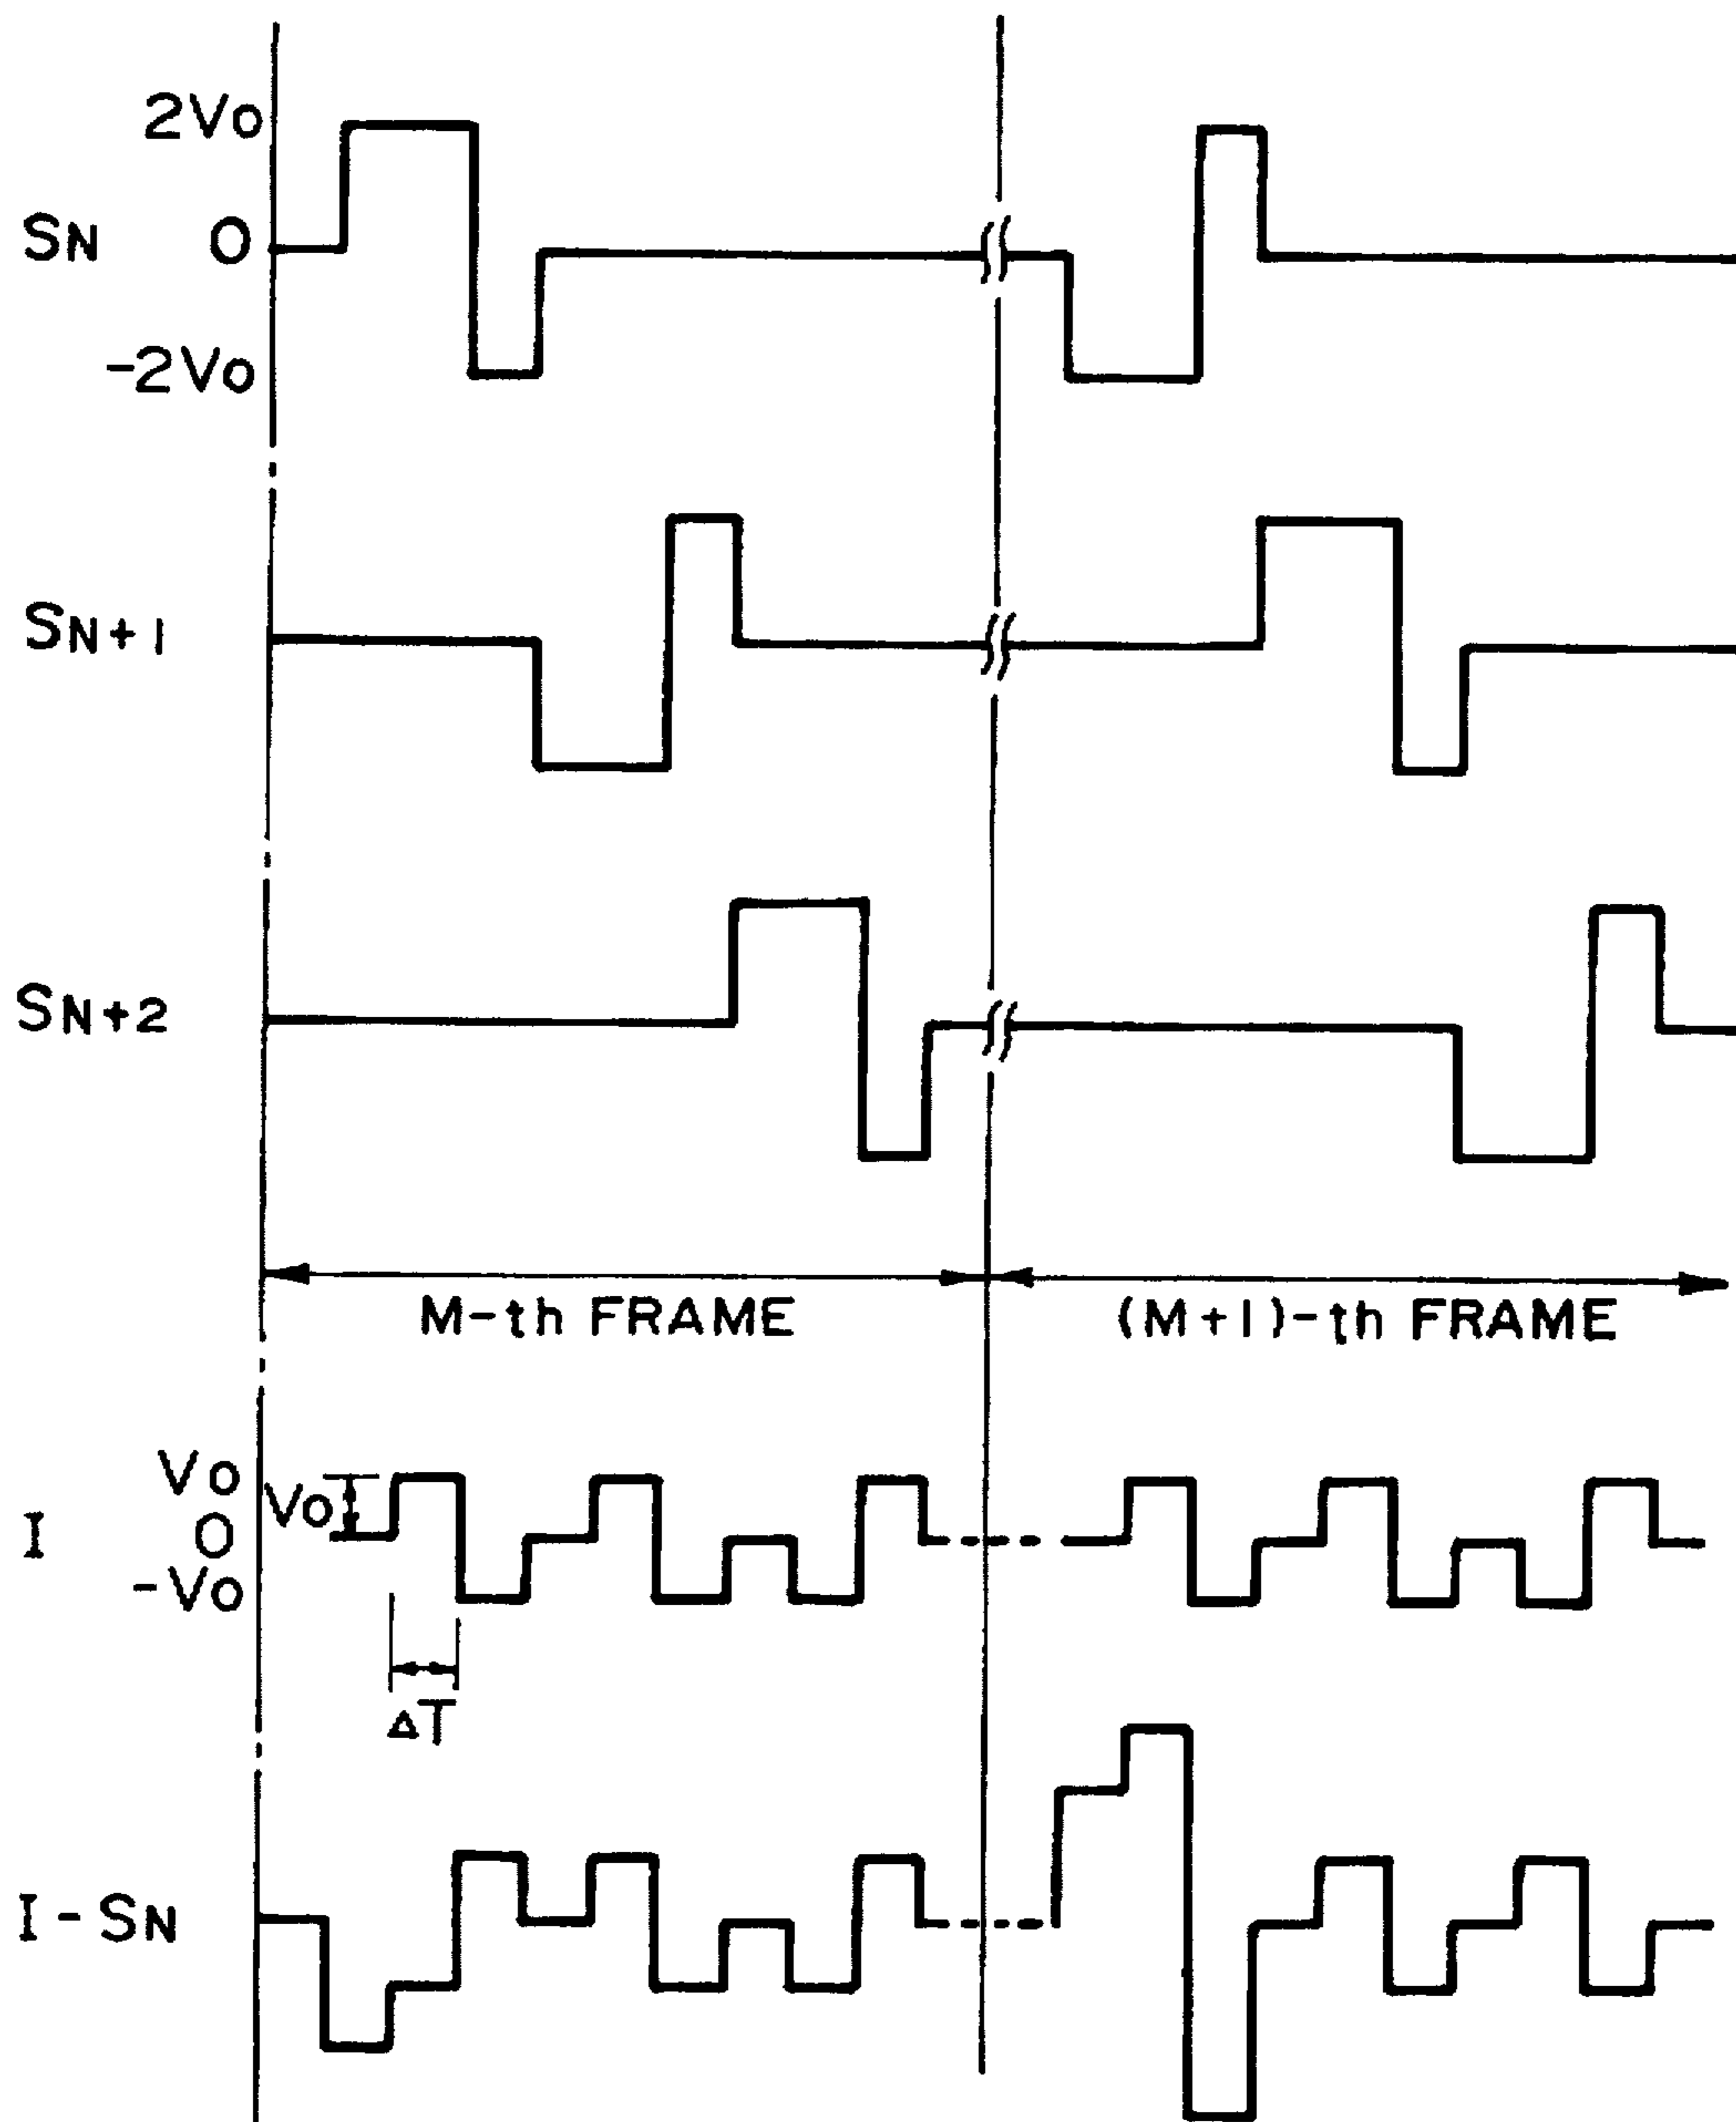 2Vo
SN 0
-2Vo
SN+1
SN+2
M-th FRAME
(M+1)-th FRAME
Vo
Vo
I 0
-Vo
ΔT
I-SN